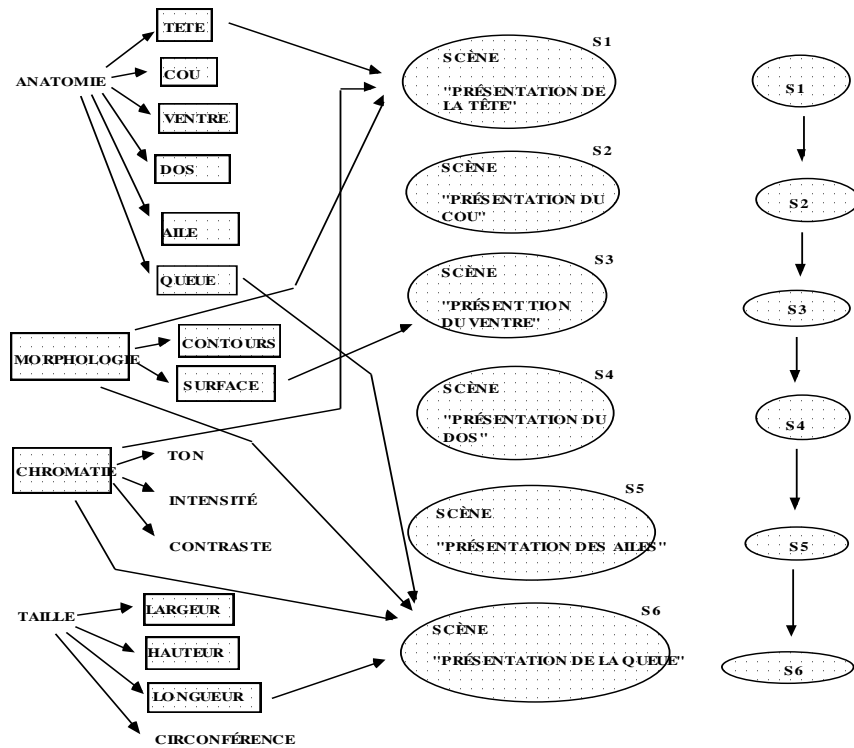 TETE
COU
ANATOMIE
VENTRE
DOS
AILE
QUEUE
MORPHOLOGIE
CONTOURS
SURFACE
CHROMATIE
TON
INTENSITÉ
CONTRASTE
TAILLE
LARGEUR
HAUTEUR
LONGUEUR
CIRCONFÉRENCE
S1
SCÈNE
"PRÉSENTATION DE
LA TÊTE"
S2
SCÈNE
"PRÉSENTATION DU
COU"
S3
SCÈNE
"PRÉSENT TION
DU VENTRE"
S4
SCÈNE
"PRÉSENTATION DU
DOS"
S5
SCÈNE
"PRÉSENTATION DES AILES"
S6
SCÈNE
"PRÉSENTATION DE LA QUEUE"
S1
S2
S3
S4
S5
S6